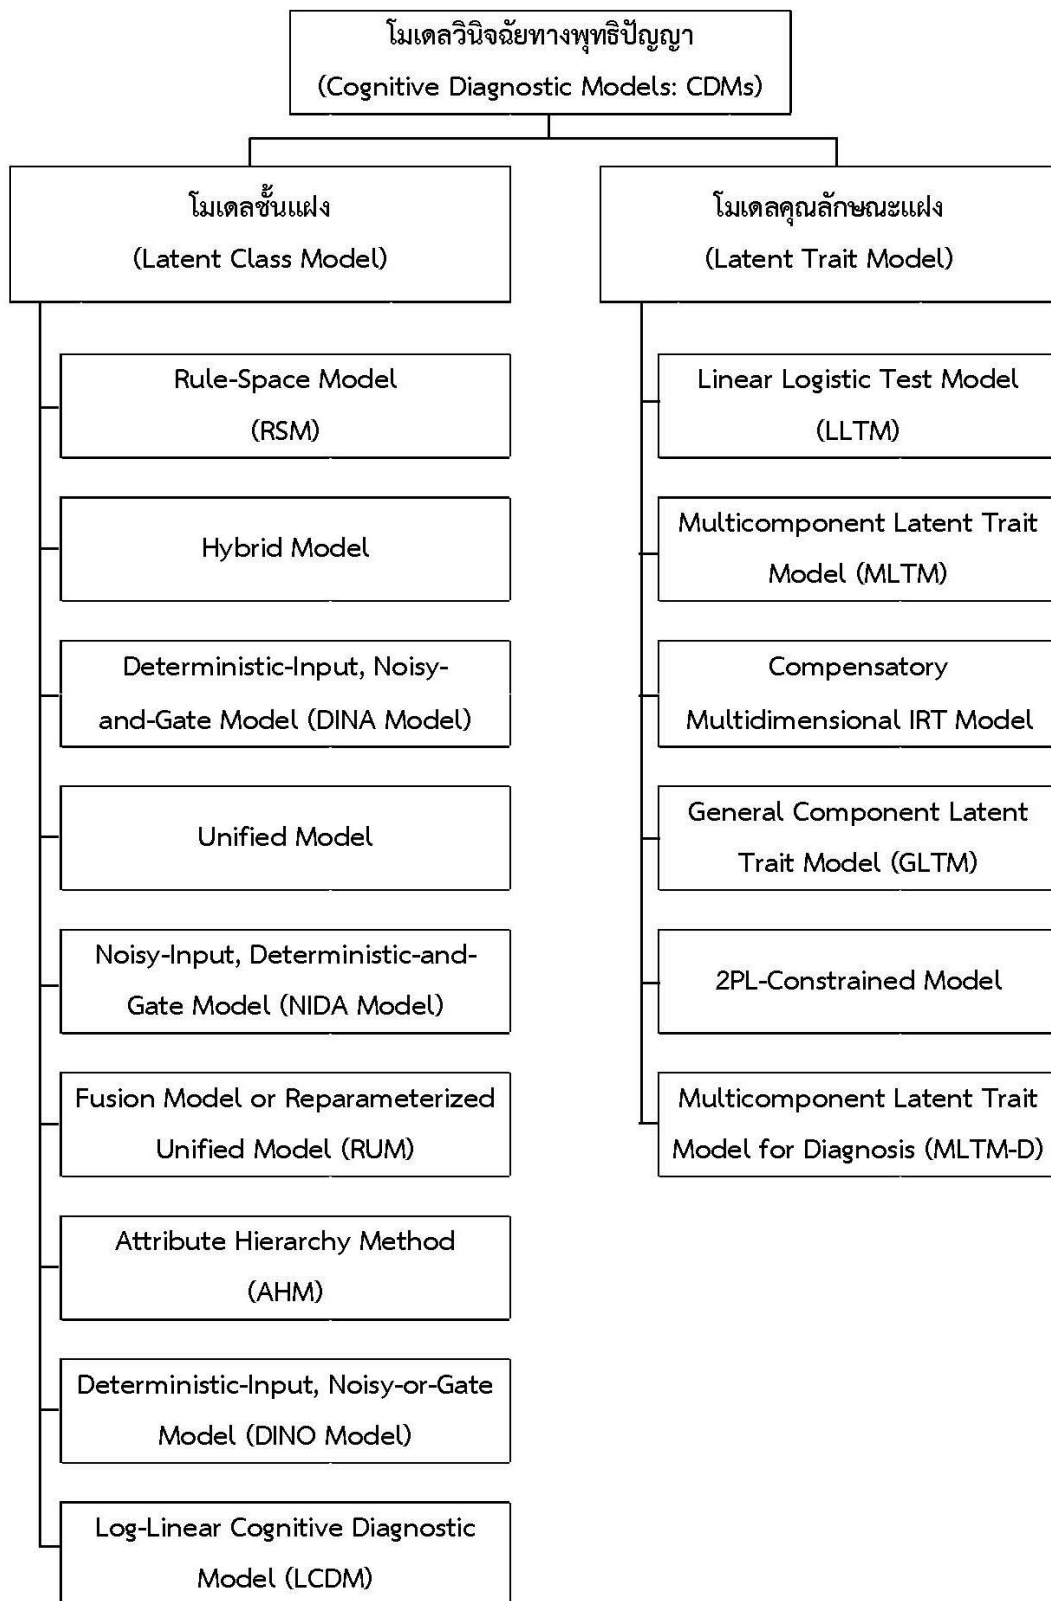 โมเดลวินิจฉัยทางพุทธิปัญญา
(Cognitive Diagnostic Models: CDMs)
โมเดลชั้นแฝง
(Latent Class Model)
Rule-Space Model
(RSM)
Hybrid Model
Deterministic-Input, Noisy-
and-Gate Model (DINA Model)
Unified Model
Noisy-Input, Deterministic-and-
Gate Model (NIDA Model)
Fusion Model or Reparameterized
Unified Model (RUM)
Attribute Hierarchy Method
(AHM)
Deterministic-Input, Noisy-or-Gate
Model (DINO Model)
Log-Linear Cognitive Diagnostic
Model (LCDM)
โมเดลคุณลักษณะแฝง
(Latent Trait Model)
Linear Logistic Test Model
(LLTM)
Multicomponent Latent Trait
Model (MLTM)
Compensatory
Multidimensional IRT Model
General Component Latent
Trait Model (GLTM)
2PL-Constrained Model
Multicomponent Latent Trait
Model for Diagnosis (MLTM-D)